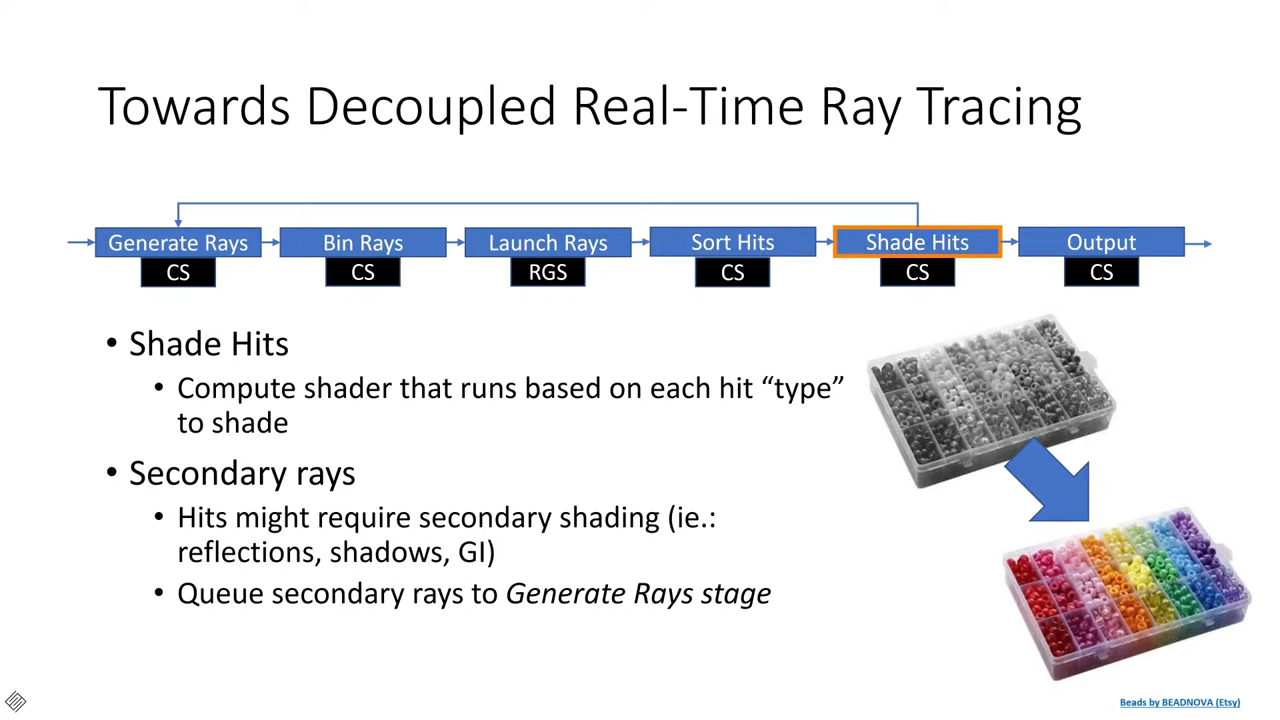 Towards Decoupled Real-Time Ray Tracing
Generate Rays
Bin Rays
Launch Rays
Sort Hits
Shade Hits
Output
CS
CS
RGS
CS
CS
CS
• Shade Hits
• Compute shader that runs based on each hit “type”
to shade
• Secondary rays
• Hits might require secondary shading (ie.:
reflections, shadows, GI)
• Queue secondary rays to Generate Rays stage
Beads by BEADNOVA (Etsy)